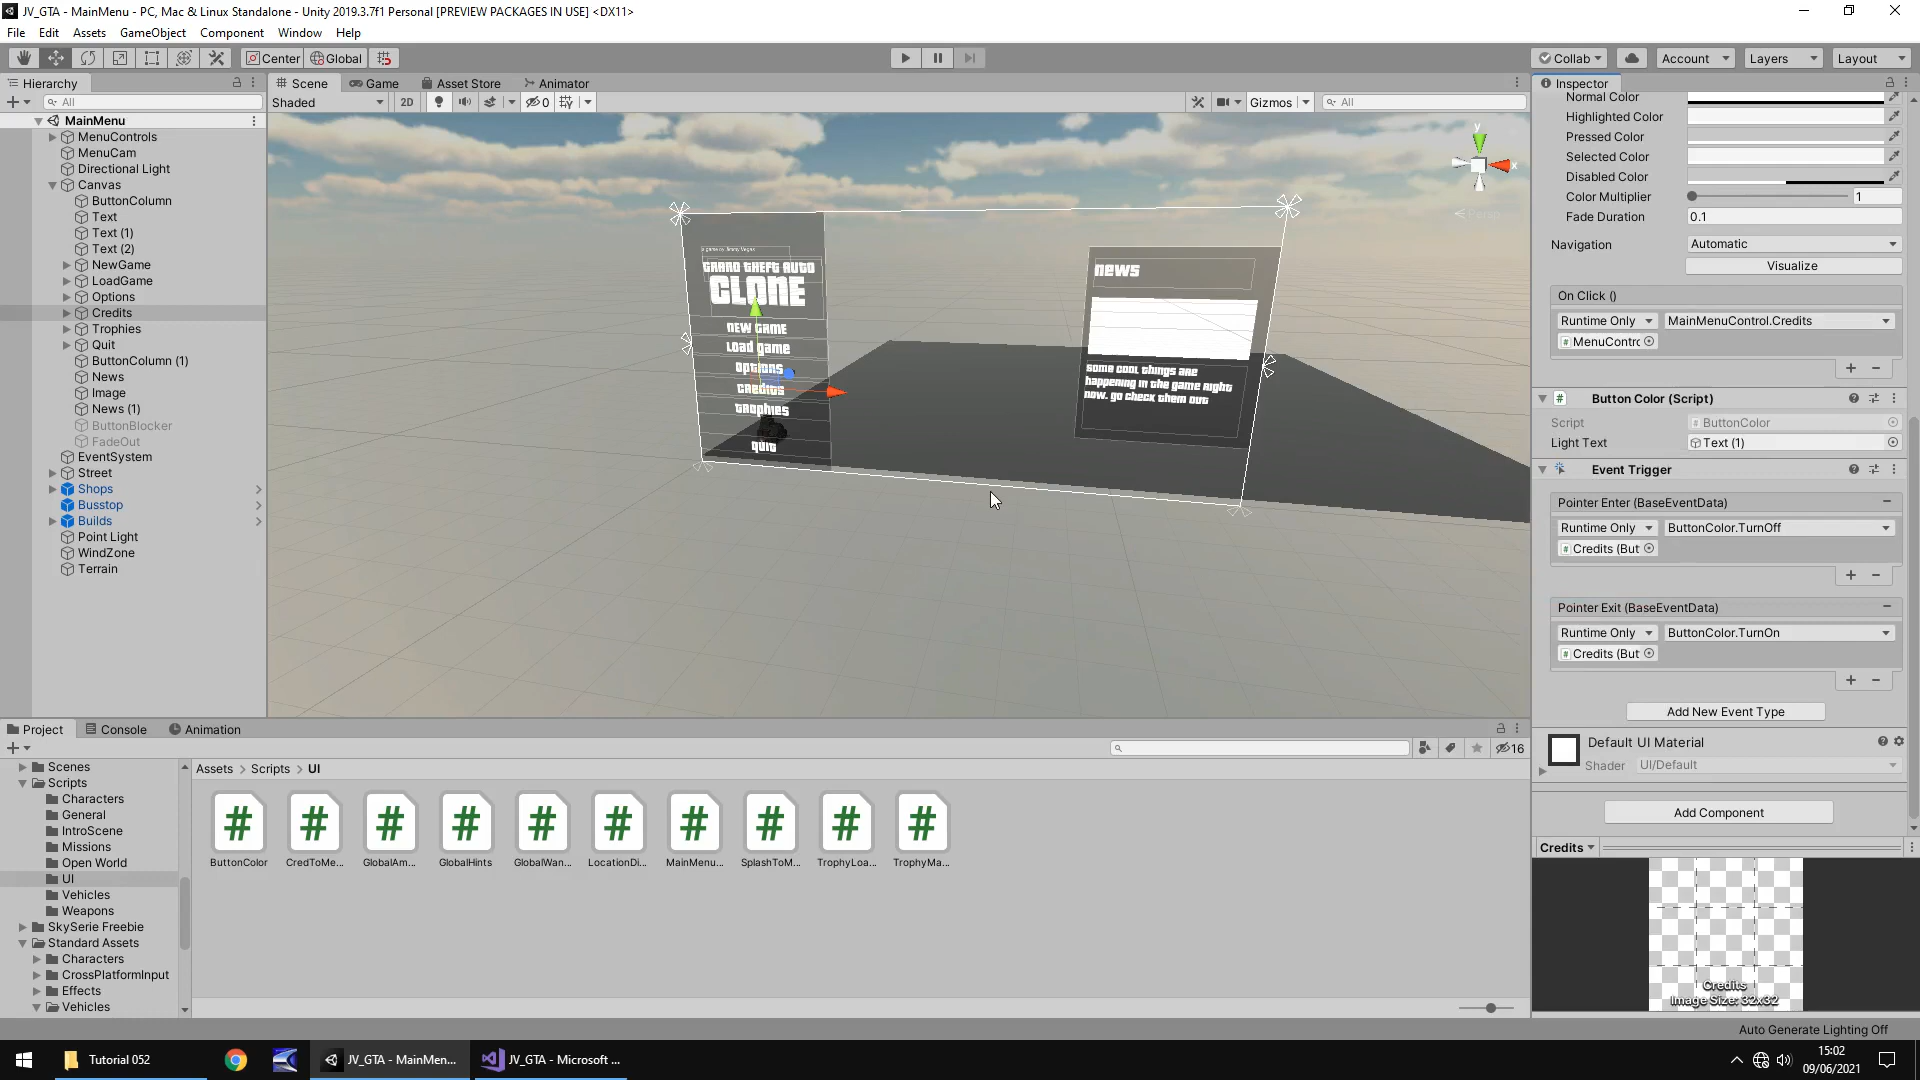 JV_GTA - MainMenu - PC, Mac & Linux Standalone - Unity 2019.3.7f1 Personal [PREVIEW PACKAGES IN USE] <DX11>
File Edit Assets GameObject Component Window Help
Center Global Collab Account Layers Layout
Hierarchy
All
MainMenu
MenuControls
MenuCam
Directional Light
Canvas
ButtonColumn
Text
Text (1)
Text (2)
NewGame
LoadGame
Options
Credits
Trophies
Quit
ButtonColumn (1)
News
Image
News (1)
ButtonBlocker
FadeOut
EventSystem
Street
Shops
Busstop
Builds
Point Light
WindZone
Terrain
Scene Game Asset Store Animator
Shaded 2D 0 Gizmos All
y
x
Persp
a game by Jimmy Vegas
GRAND THEFT AUTO
CLONE
NEW GAME
LOAD GAME
OPTIONS
CREDITS
TROPHIES
QUIT
NEWS
SOME COOL THINGS ARE
HAPPENING IN THE GAME RIGHT
NOW. GO CHECK THEM OUT
Inspector
Normal Color
Highlighted Color
Pressed Color
Selected Color
Disabled Color
Color Multiplier 1
Fade Duration 0.1
Navigation Automatic
Visualize
On Click ()
Runtime Only MainMenuControl.Credits
MenuContrc
Button Color (Script)
Script ButtonColor
Light Text Text (1)
Event Trigger
Pointer Enter (BaseEventData)
Runtime Only ButtonColor.TurnOff
Credits (But
Pointer Exit (BaseEventData)
Runtime Only ButtonColor.TurnOn
Credits (But
Add New Event Type
Default UI Material
Shader UI/Default
Add Component
Credits
Credits
Image Size: 32x32
Project Console Animation
16
Scenes
Scripts
Characters
General
IntroScene
Missions
Open World
UI
Vehicles
Weapons
SkySerie Freebie
Standard Assets
Characters
CrossPlatformInput
Effects
Vehicles
Assets > Scripts > UI
ButtonColor CredToMe... GlobalAm... GlobalHints GlobalWan... LocationDi... MainMenu... SplashToM... TrophyLoa... TrophyMa...
Auto Generate Lighting Off
Tutorial 052
JV_GTA - MainMen...
JV_GTA - Microsoft ...
15:02
09/06/2021